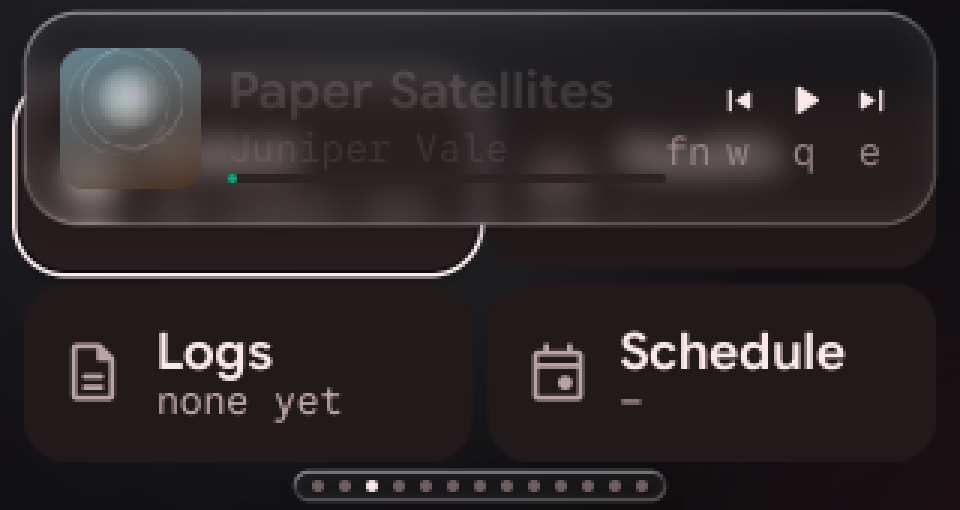 Paper Satellites
Juniper Vale
fn w q e
Logs
none yet
Schedule
–